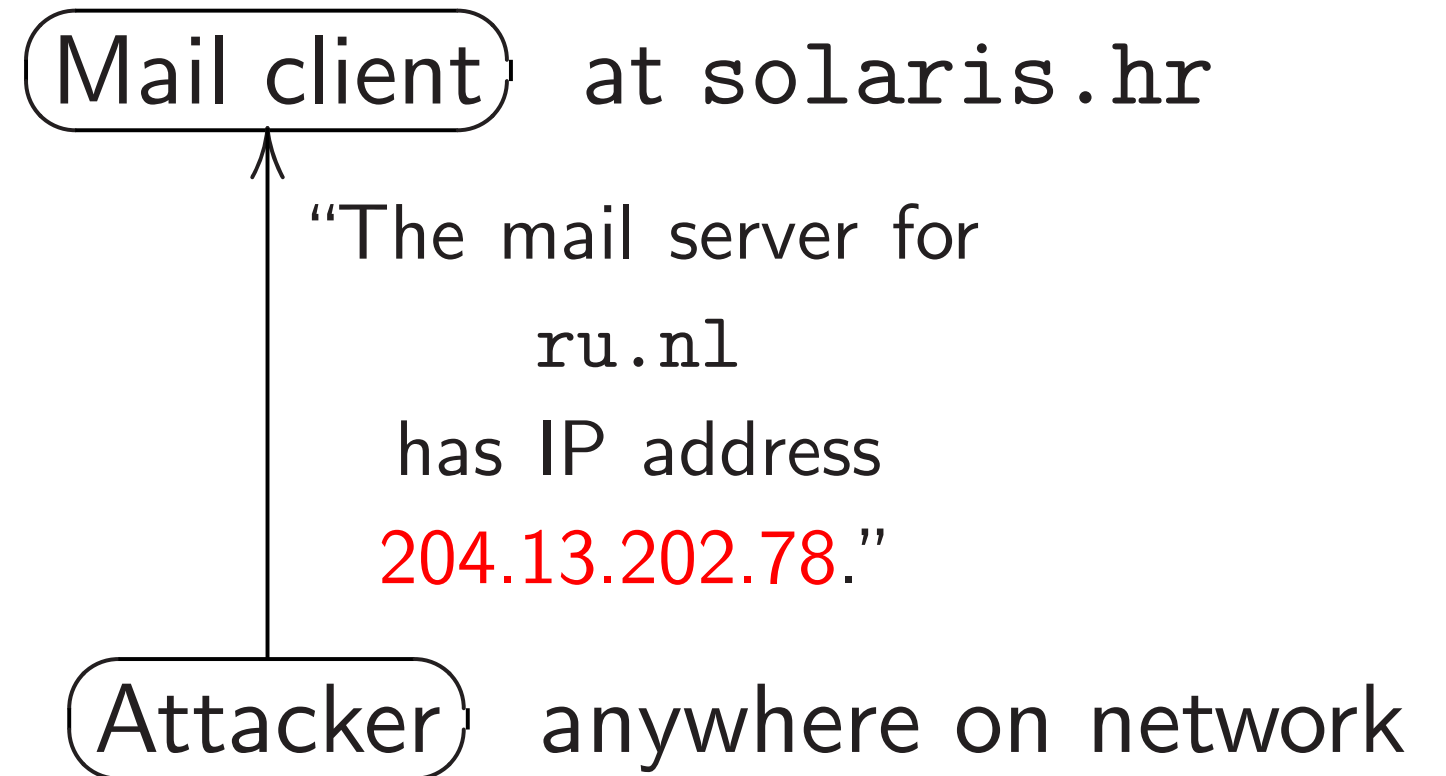 Mail client at solaris.hr
“The mail server for
ru.nl
has IP address
204.13.202.78.”
Attacker anywhere on network